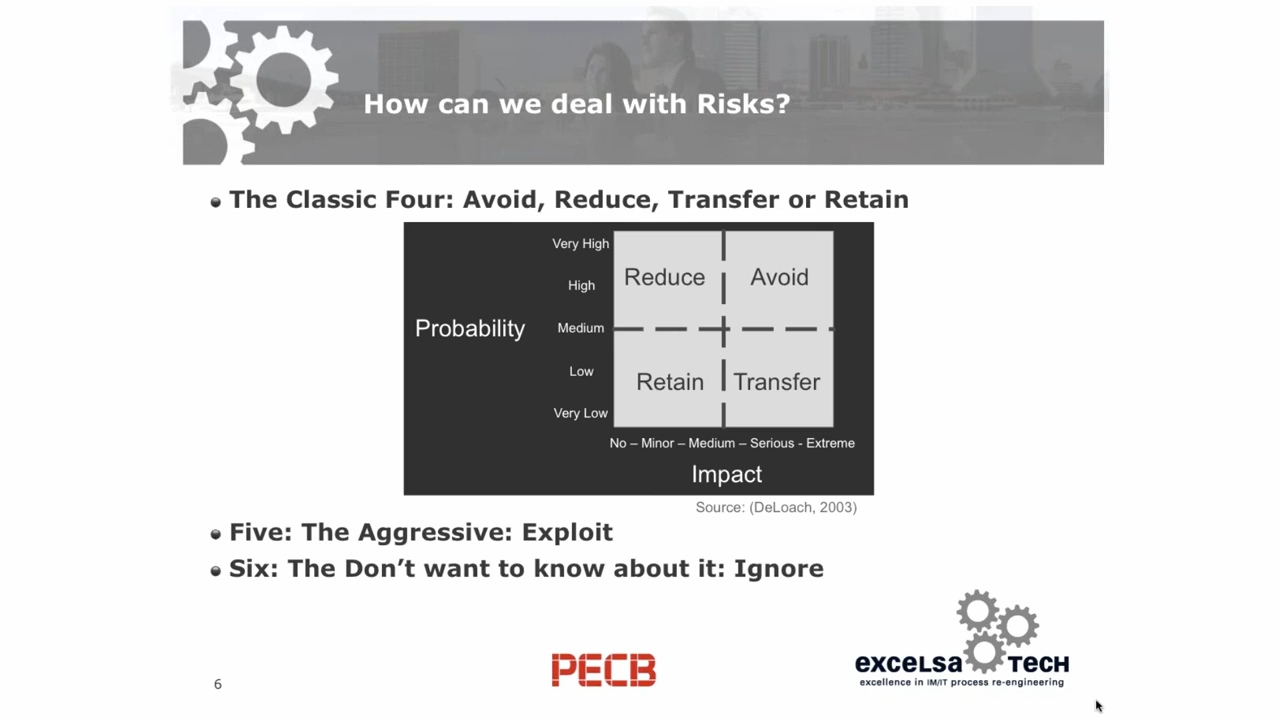 How can we deal with Risks?
The Classic Four: Avoid, Reduce, Transfer or Retain
Very High
Reduce Avoid
High
Probability Medium
Low
Retain Transfer
Very Low
No – Minor – Medium – Serious - Extreme
Impact
Source: (DeLoach, 2003)
Five: The Aggressive: Exploit
Six: The Don’t want to know about it: Ignore
PECB
EXCELSA TECH
excellence in IM/IT process re-engineering
6